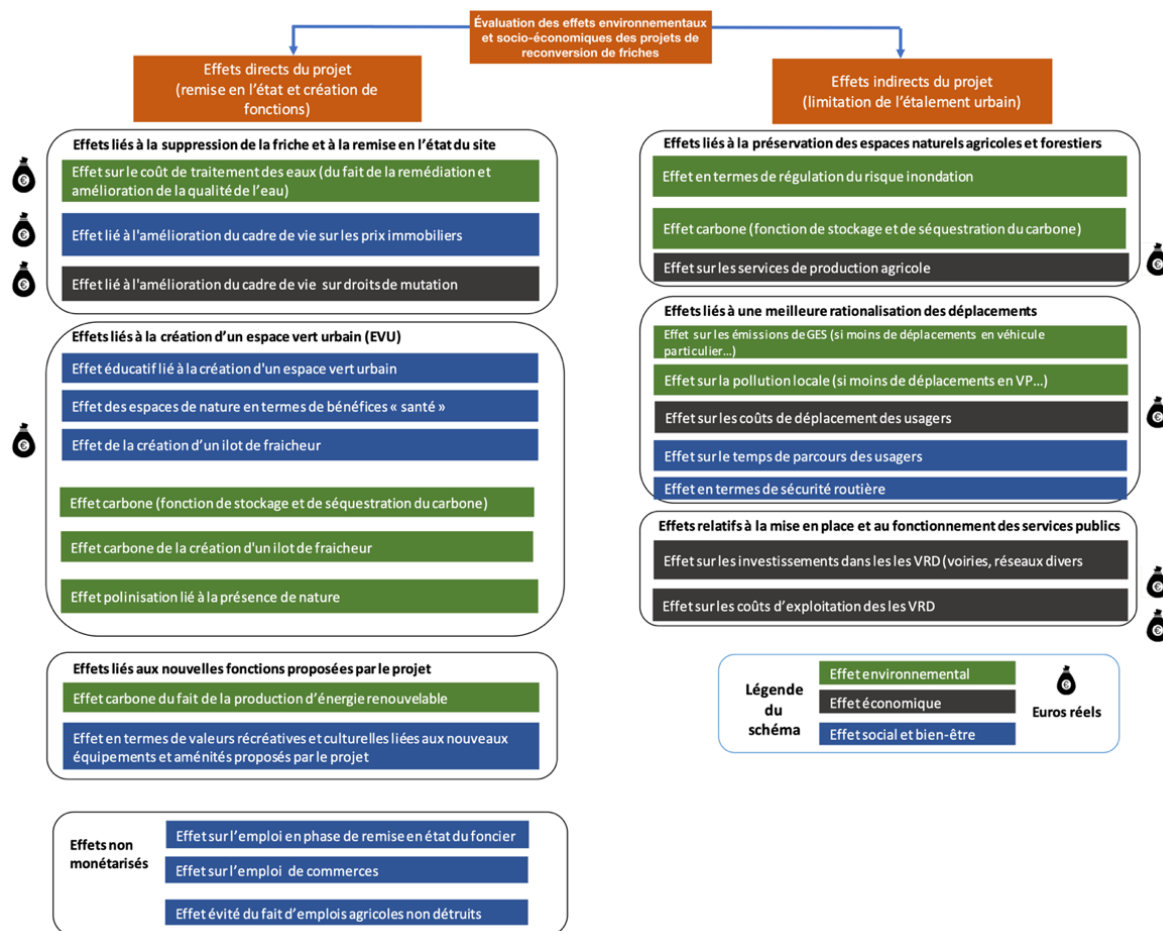 Évaluation des effets environnementaux
et socio-économiques des projets de
reconversion de friches
Effets directs du projet
(remise en l'état et création de
fonctions)
Effets liés à la suppression de la friche et à la remise en l'état du site
Effet sur le coût de traitement des eaux (du fait de la remédiation et
amélioration de la qualité de l'eau)
Effet lié à l'amélioration du cadre de vie sur les prix immobiliers
Effet lié à l'amélioration du cadre de vie sur droits de mutation
Effets liés à la création d'un espace vert urbain (EVU)
Effet éducatif lié à la création d'un espace vert urbain
Effet des espaces de nature en termes de bénéfices « santé »
Effet de la création d'un ilot de fraicheur
Effet carbone (fonction de stockage et de séquestration du carbone)
Effet carbone de la création d'un ilot de fraicheur
Effet polinisation lié à la présence de nature
Effets liés aux nouvelles fonctions proposées par le projet
Effet carbone du fait de la production d'énergie renouvelable
Effet en termes de valeurs récréatives et culturelles liées aux nouveaux
équipements et aménités proposés par le projet
Effets non
monétarisés
Effet sur l'emploi en phase de remise en état du foncier
Effet sur l'emploi de commerces
Effet évité du fait d'emplois agricoles non détruits
Effets indirects du projet
(limitation de l'étalement urbain)
Effets liés à la préservation des espaces naturels agricoles et forestiers
Effet en termes de régulation du risque inondation
Effet carbone (fonction de stockage et de séquestration du carbone)
Effet sur les services de production agricole
Effets liés à une meilleure rationalisation des déplacements
Effet sur les émissions de GES (si moins de déplacements en véhicule
particulier...)
Effet sur la pollution locale (si moins de déplacements en VP...)
Effet sur les coûts de déplacement des usagers
Effet sur le temps de parcours des usagers
Effet en termes de sécurité routière
Effets relatifs à la mise en place et au fonctionnement des services publics
Effet sur les investissements dans les les VRD (voiries, réseaux divers
Effet sur les coûts d'exploitation des les VRD
Légende
du
schéma
Effet environnemental
Effet économique
Effet social et bien-être
€
Euros réels